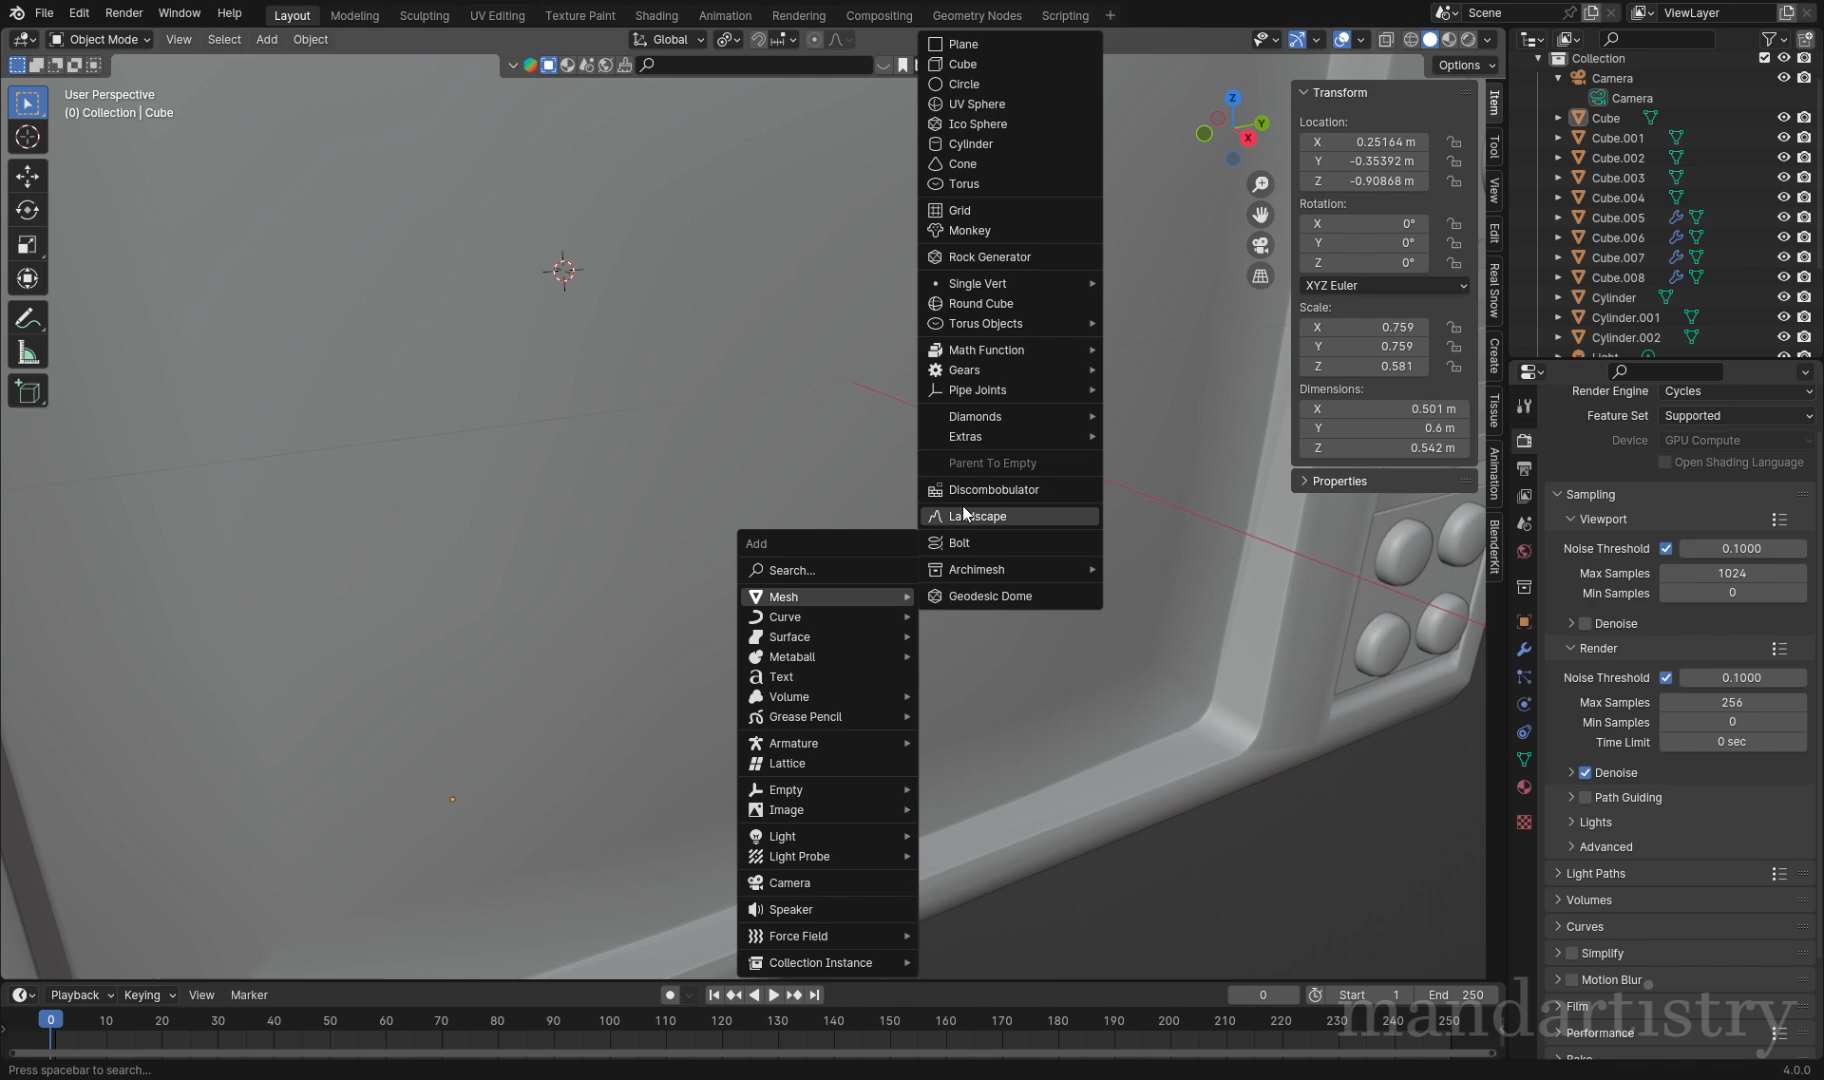 File Edit Render Window Help Layout Modeling Sculpting UV Editing Texture Paint Shading Animation Rendering Compositing Geometry Nodes Scripting + Scene ViewLayer
Object Mode View Select Add Object Global
Options
User Perspective
(0) Collection | Cube
Plane
Cube
Circle
UV Sphere
Ico Sphere
Cylinder
Cone
Torus
Grid
Monkey
Rock Generator
Single Vert
Round Cube
Torus Objects
Math Function
Gears
Pipe Joints
Diamonds
Extras
Parent To Empty
Discombobulator
Landscape
Bolt
Archimesh
Geodesic Dome
Add
Search...
Mesh
Curve
Surface
Metaball
Text
Volume
Grease Pencil
Armature
Lattice
Empty
Image
Light
Light Probe
Camera
Speaker
Force Field
Collection Instance
Z
Y
X
Transform
Location:
X 0.25164 m
Y -0.35392 m
Z -0.90868 m
Rotation:
X 0°
Y 0°
Z 0°
XYZ Euler
Scale:
X 0.759
Y 0.759
Z 0.581
Dimensions:
X 0.501 m
Y 0.6 m
Z 0.542 m
Properties
Item
Tool
View
Edit
Real Snow
Create
Tissue
Animation
BlenderKit
Collection
Camera
Camera
Cube
Cube.001
Cube.002
Cube.003
Cube.004
Cube.005
Cube.006
Cube.007
Cube.008
Cylinder
Cylinder.001
Cylinder.002
Light
Render Engine Cycles
Feature Set Supported
Device GPU Compute
Open Shading Language
Sampling
Viewport
Noise Threshold 0.1000
Max Samples 1024
Min Samples 0
Denoise
Render
Noise Threshold 0.1000
Max Samples 256
Min Samples 0
Time Limit 0 sec
Denoise
Path Guiding
Lights
Advanced
Light Paths
Volumes
Curves
Simplify
Motion Blur
Film
Performance
Bake
mandartistry
Playback Keying View Marker 0 Start 1 End 250
0 10 20 30 40 50 60 70 80 90 100 110 120 130 140 150 160 170 180 190 200 210 220 230 240 250
Press spacebar to search... 4.0.0